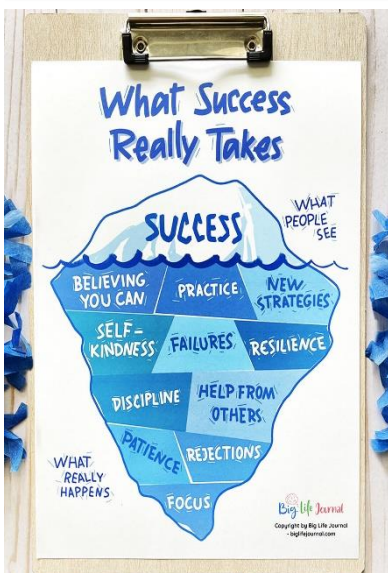 What Success
Really Takes
SUCCESS
WHAT
PEOPLE
SEE
BELIEVING
YOU CAN
PRACTICE
NEW
STRATEGIES
SELF-
KINDNESS
FAILURES
RESILIENCE
DISCIPLINE
HELP FROM
OTHERS
PATIENCE
REJECTIONS
WHAT
REALLY
HAPPENS
FOCUS
Big Life Journal
Copyright by Big Life Journal
- biglifejournal.com